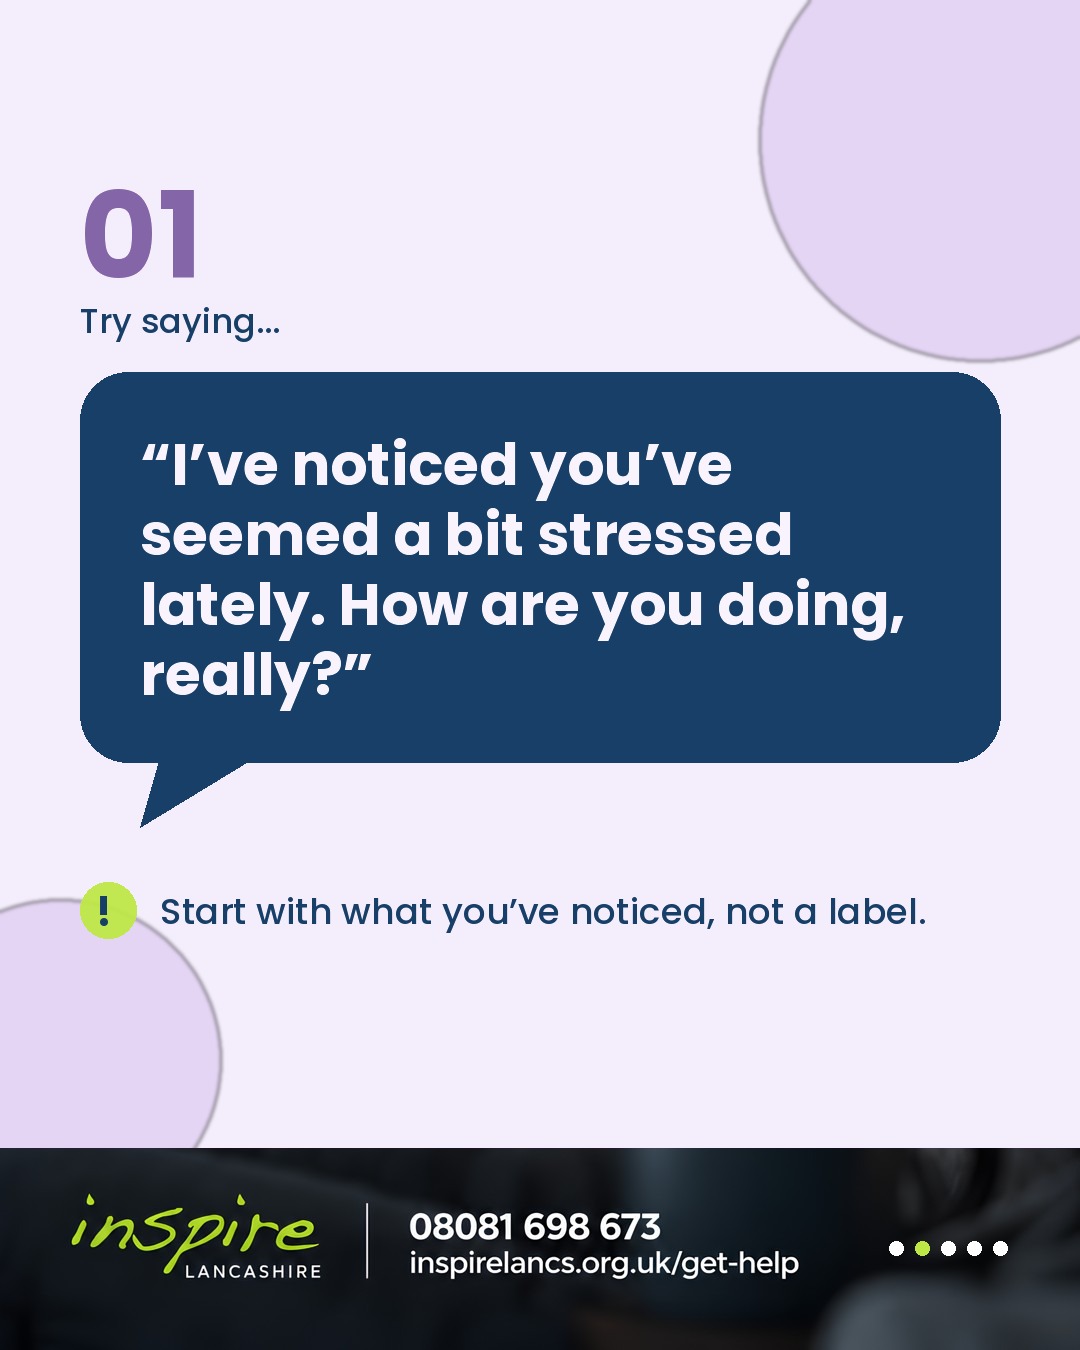 01
Try saying...
“I’ve noticed you’ve
seemed a bit stressed
lately. How are you doing,
really?”
! Start with what you’ve noticed, not a label.
inspire
LANCASHIRE
08081 698 673
inspirelancs.org.uk/get-help